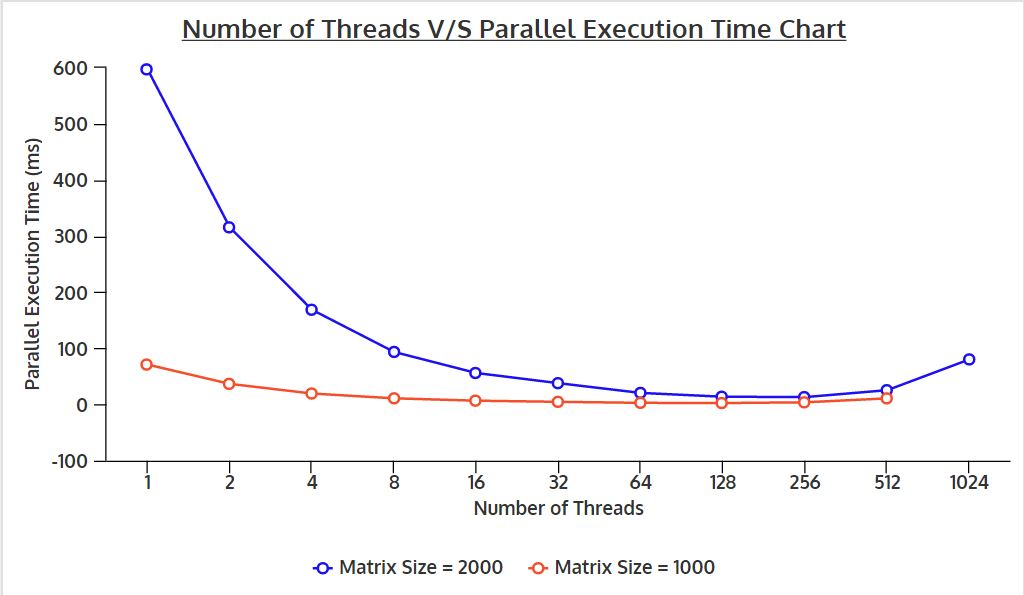 Number of Threads V/S Parallel Execution Time Chart
Parallel Execution Time (ms)
600
500
400
300
200
100
0
-100
1 2 4 8 16 32 64 128 256 512 1024
Number of Threads
Matrix Size = 2000 Matrix Size = 1000